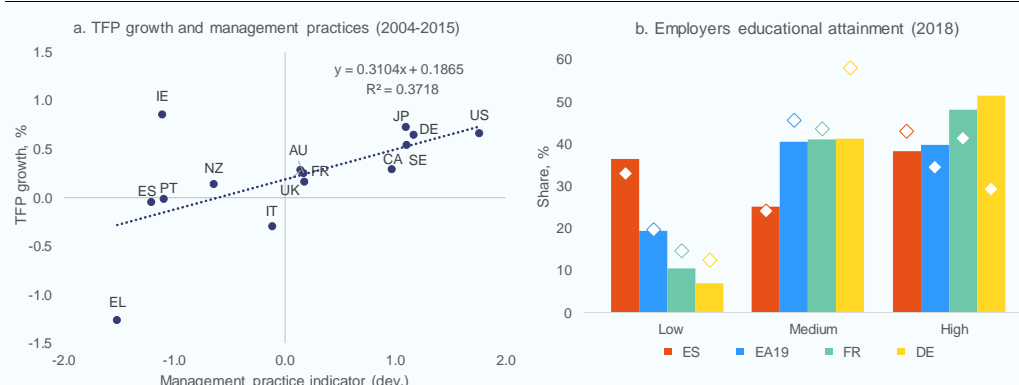 a. TFP growth and management practices (2004-2015)
1.5
1.0
0.5
0.0
-0.5
-1.0
-1.5
TFP growth, %
y = 0.3104x + 0.1865
R² = 0.3718
IE
US
JP
DE
AU
NZ
CA SE
FR
ES PT
UK
IT
EL
-2.0 -1.0 0.0 1.0 2.0
Management practice indicator (dev.)
b. Employers educational attainment (2018)
60
50
40
30
20
10
0
Share, %
Low Medium High
ES EA19 FR DE